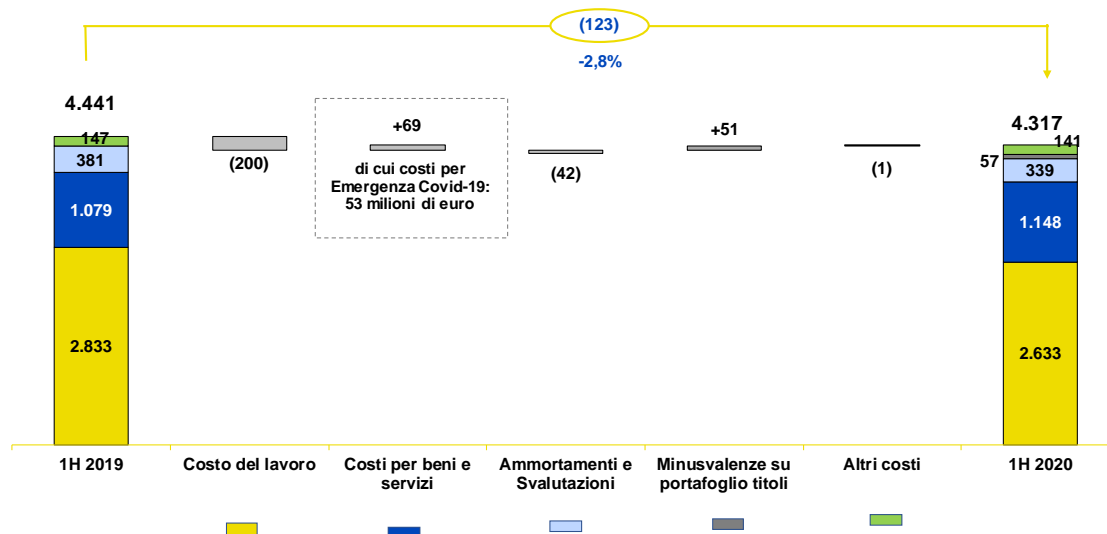 (123)
-2,8%
4.441
147
381
1.079
2.833
(200)
+69
di cui costi per
Emergenza Covid-19:
53 milioni di euro
(42)
+51
(1)
4.317
141
57
339
1.148
2.633
1H 2019
Costo del lavoro
Costi per beni e
servizi
Ammortamenti e
Svalutazioni
Minusvalenze su
portafoglio titoli
Altri costi
1H 2020